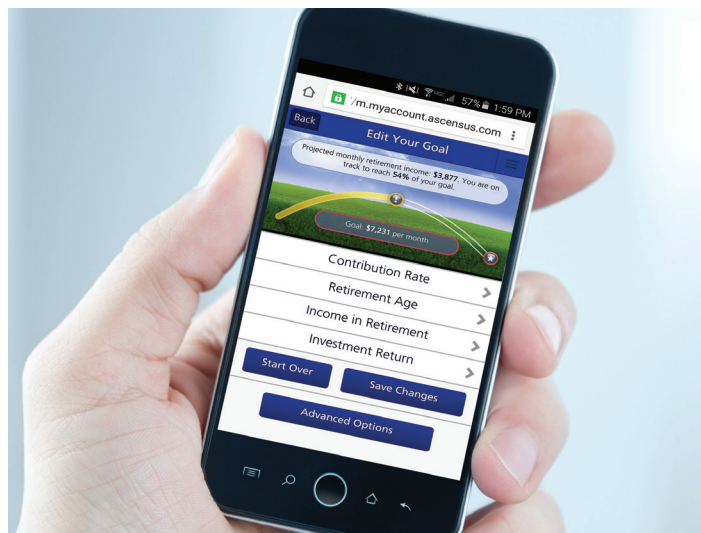 57% 1:59 PM
/m.myaccount.ascensus.com
Back
Edit Your Goal
Projected monthly retirement income: $3,877. You are on
track to reach 54% of your goal.
Goal: $7,231 per month
Contribution Rate
Retirement Age
Income in Retirement
Investment Return
Start Over
Save Changes
Advanced Options